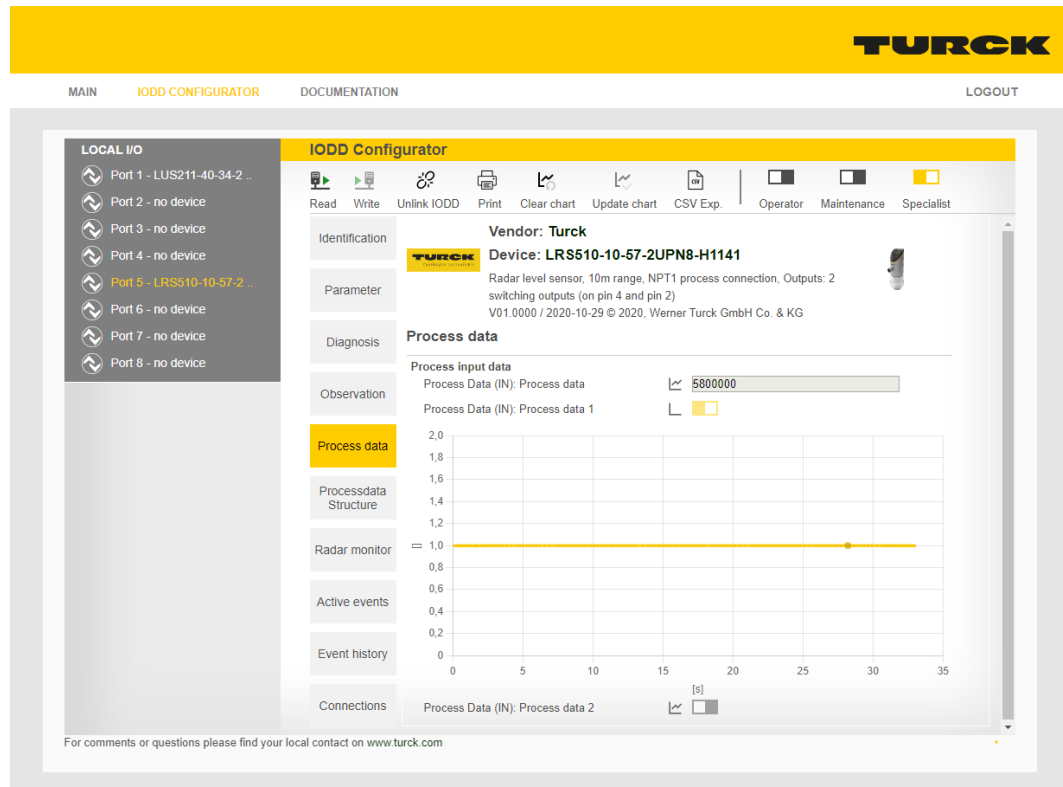 TURCK
MAIN IODD CONFIGURATOR DOCUMENTATION LOGOUT
LOCAL I/O
Port 1 - LUS211-40-34-2 ..
Port 2 - no device
Port 3 - no device
Port 4 - no device
Port 5 - LRS510-10-57-2 ..
Port 6 - no device
Port 7 - no device
Port 8 - no device
IODD Configurator
Read Write Unlink IODD Print Clear chart Update chart CSV Exp. Operator Maintenance Specialist
Identification
Parameter
Diagnosis
Observation
Process data
Processdata
Structure
Radar monitor
Active events
Event history
Connections
TURCK
Vendor: Turck
Device: LRS510-10-57-2UPN8-H1141
Radar level sensor, 10m range, NPT1 process connection, Outputs: 2
switching outputs (on pin 4 and pin 2)
V01.0000 / 2020-10-29 © 2020, Werner Turck GmbH Co. & KG
Process data
Process input data
Process Data (IN): Process data 5800000
Process Data (IN): Process data 1
2,0
1,8
1,6
1,4
1,2
1,0
0,8
0,6
0,4
0,2
0
0 5 10 15 20 25 30 35
[s]
Process Data (IN): Process data 2
For comments or questions please find your local contact on www.turck.com